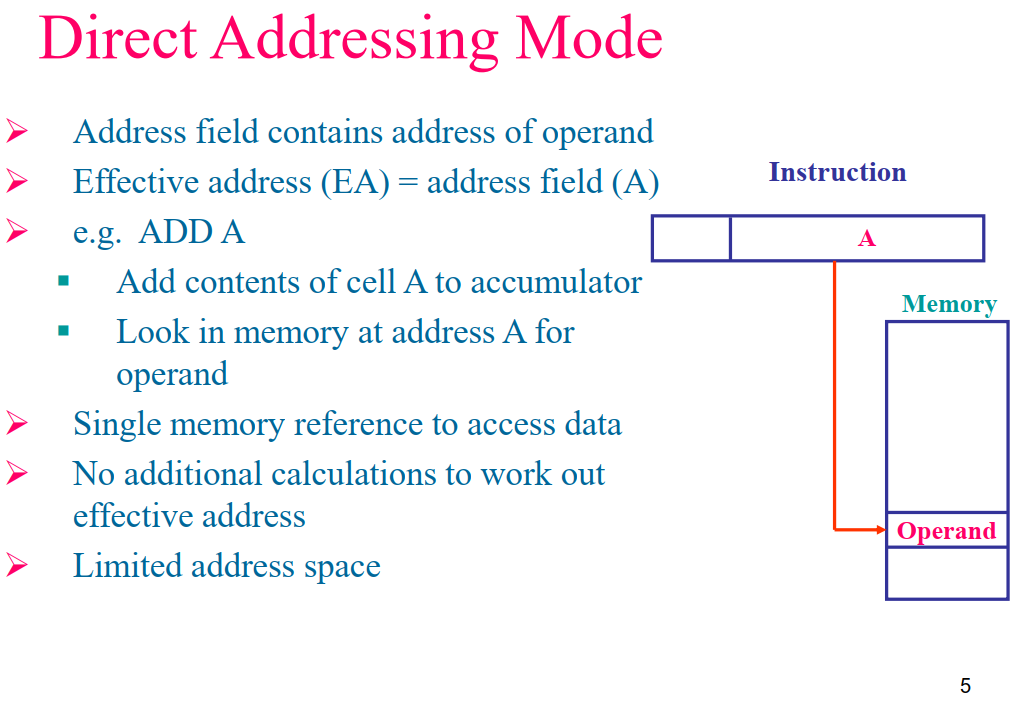 Direct Addressing Mode
Address field contains address of operand
Effective address (EA) = address field (A)
e.g. ADD A
Add contents of cell A to accumulator
Look in memory at address A for
operand
Single memory reference to access data
No additional calculations to work out
effective address
Limited address space
Instruction
A
Memory
Operand
5